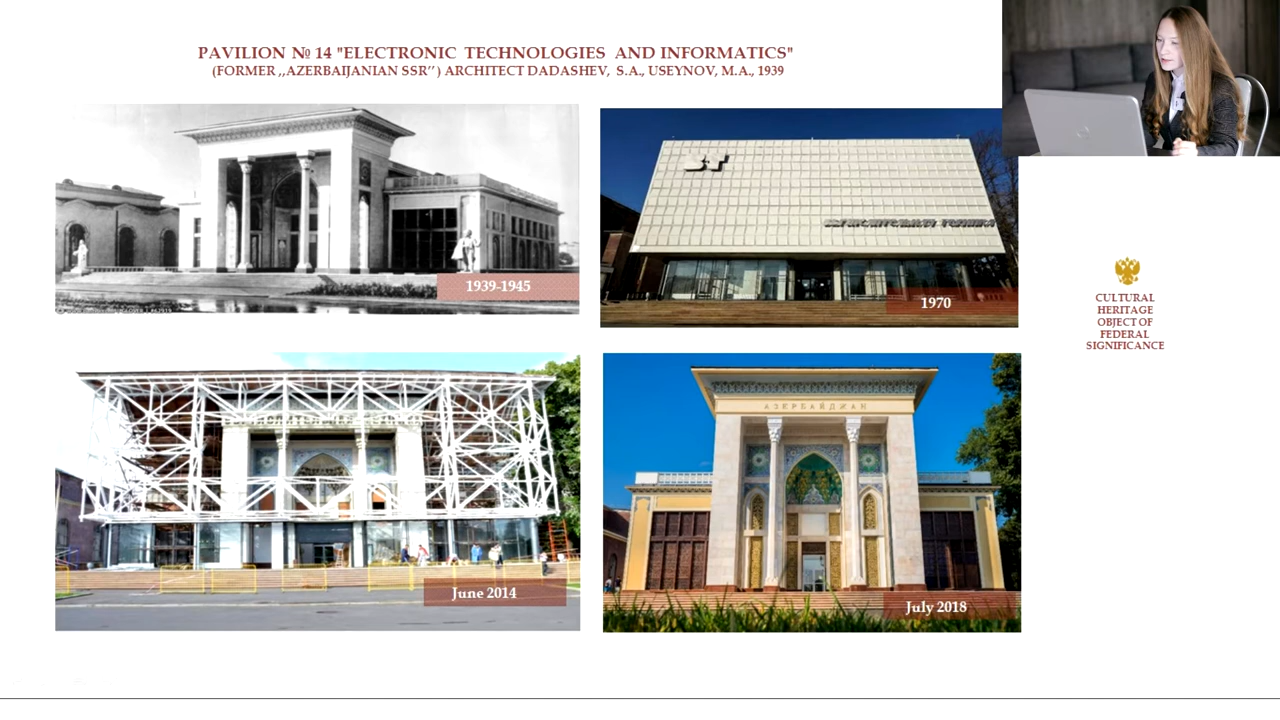 PAVILION № 14 "ELECTRONIC TECHNOLOGIES AND INFORMATICS"
(FORMER ,,AZERBAIJANIAN SSR’’) ARCHITECT DADASHEV, S.A., USEYNOV, M.A., 1939
1939-1945
1970
CULTURAL
HERITAGE
OBJECT OF
FEDERAL
SIGNIFICANCE
АЗЕРБАЙДЖАН
June 2014
July 2018